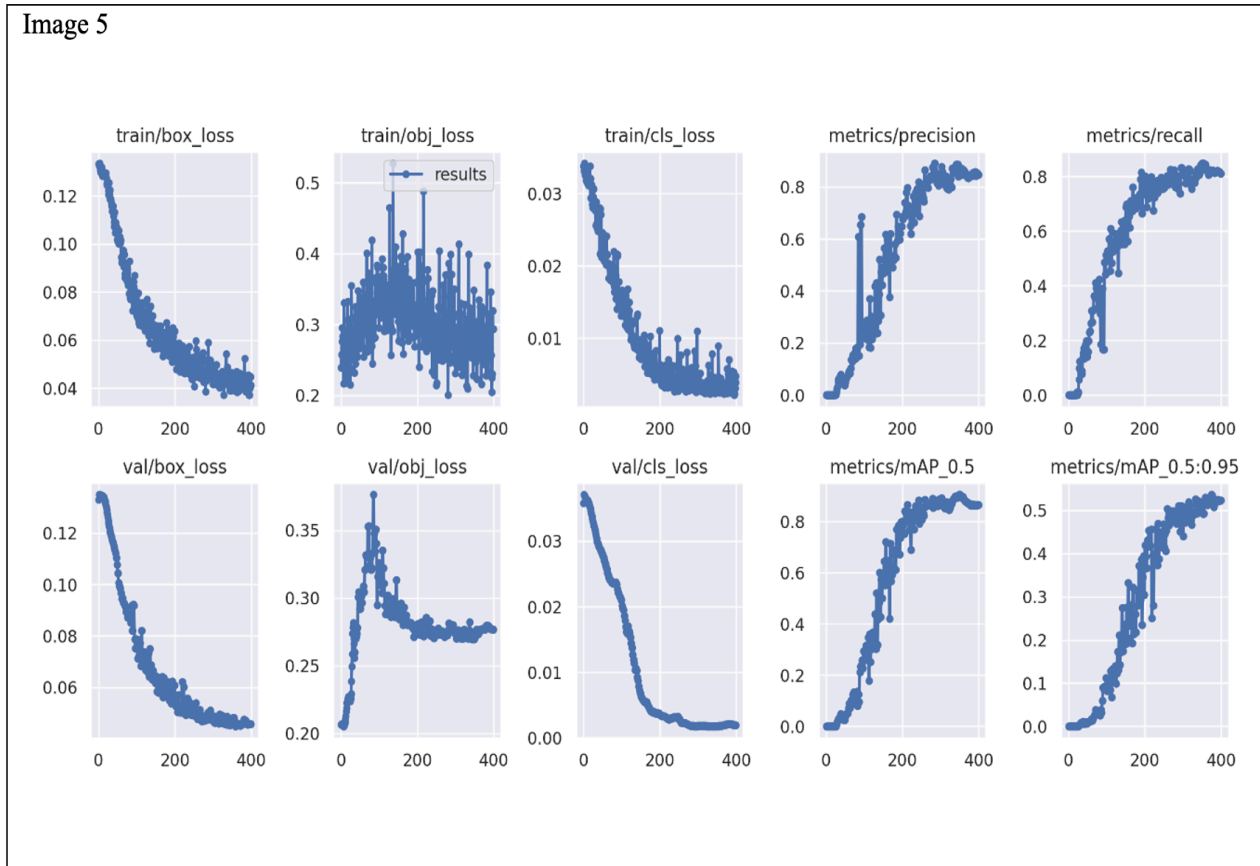 Image 5
train/box_loss
train/obj_loss
train/cls_loss
metrics/precision
metrics/recall
results
0.12
0.10
0.08
0.06
0.04
0.5
0.4
0.3
0.2
0.03
0.02
0.01
0.8
0.6
0.4
0.2
0.0
0.8
0.6
0.4
0.2
0.0
0 200 400
0 200 400
0 200 400
0 200 400
0 200 400
val/box_loss
val/obj_loss
val/cls_loss
metrics/mAP_0.5
metrics/mAP_0.5:0.95
0.12
0.10
0.08
0.06
0.35
0.30
0.25
0.20
0.03
0.02
0.01
0.00
0.8
0.6
0.4
0.2
0.0
0.5
0.4
0.3
0.2
0.1
0.0
0 200 400
0 200 400
0 200 400
0 200 400
0 200 400